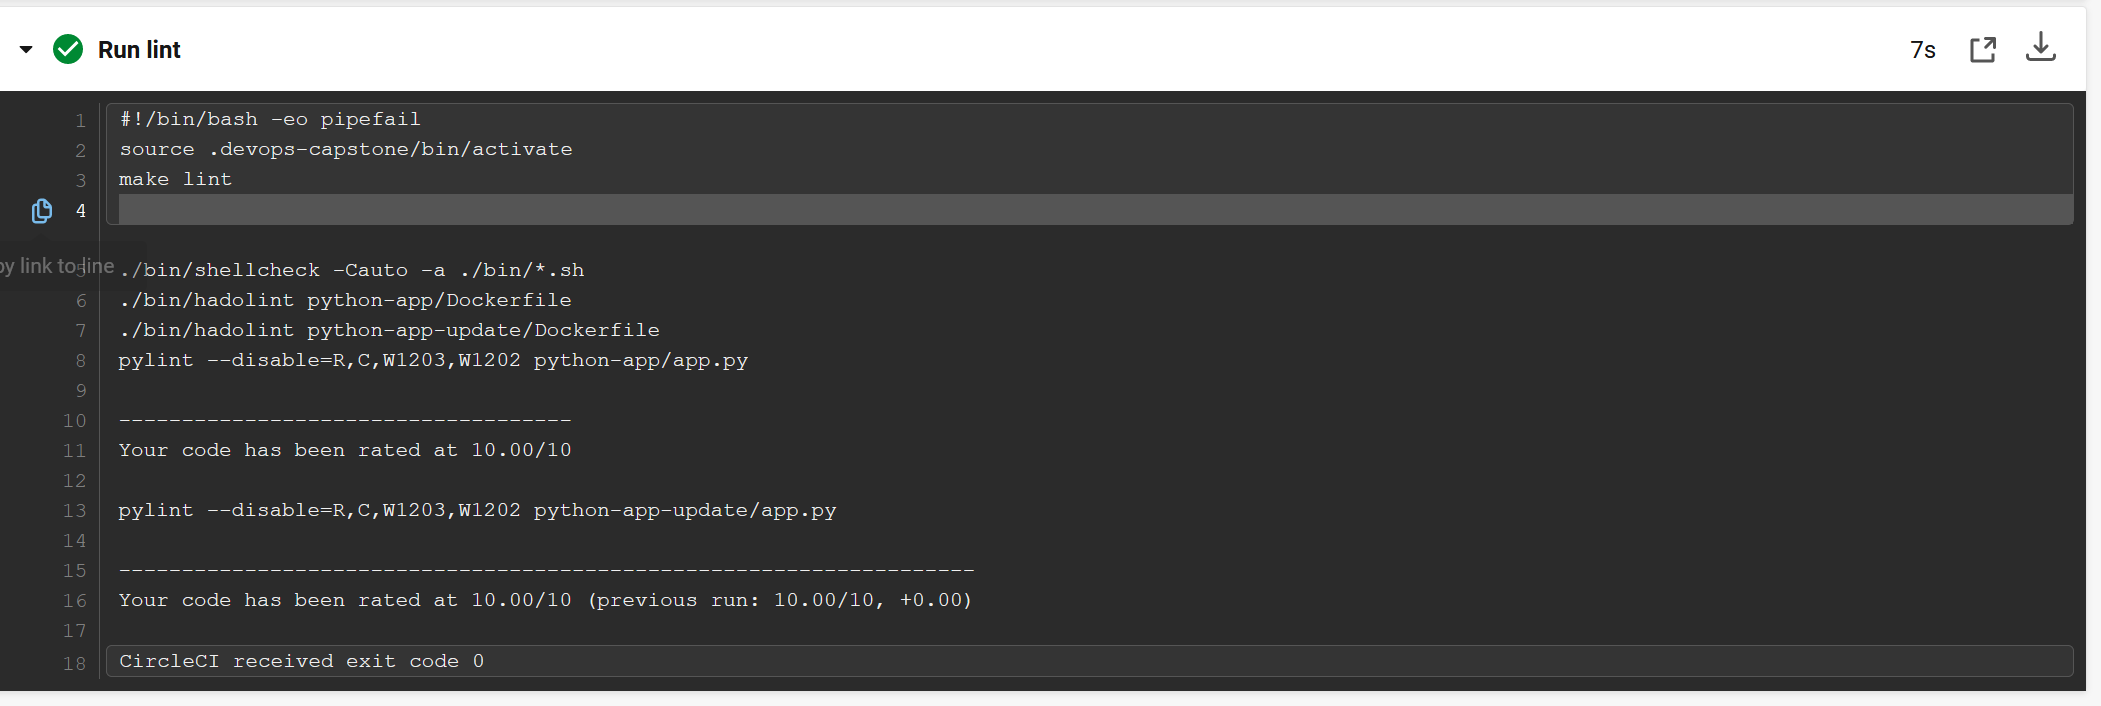 Run lint
7s
1 #!/bin/bash -eo pipefail
2 source .devops-capstone/bin/activate
3 make lint
4
5 ./bin/shellcheck -Cauto -a ./bin/*.sh
py link to line
6 ./bin/hadolint python-app/Dockerfile
7 ./bin/hadolint python-app-update/Dockerfile
8 pylint --disable=R,C,W1203,W1202 python-app/app.py
9
10 ------------------------------------
11 Your code has been rated at 10.00/10
12
13 pylint --disable=R,C,W1203,W1202 python-app-update/app.py
14
15 --------------------------------------------------------------------
16 Your code has been rated at 10.00/10 (previous run: 10.00/10, +0.00)
17
18 CircleCI received exit code 0